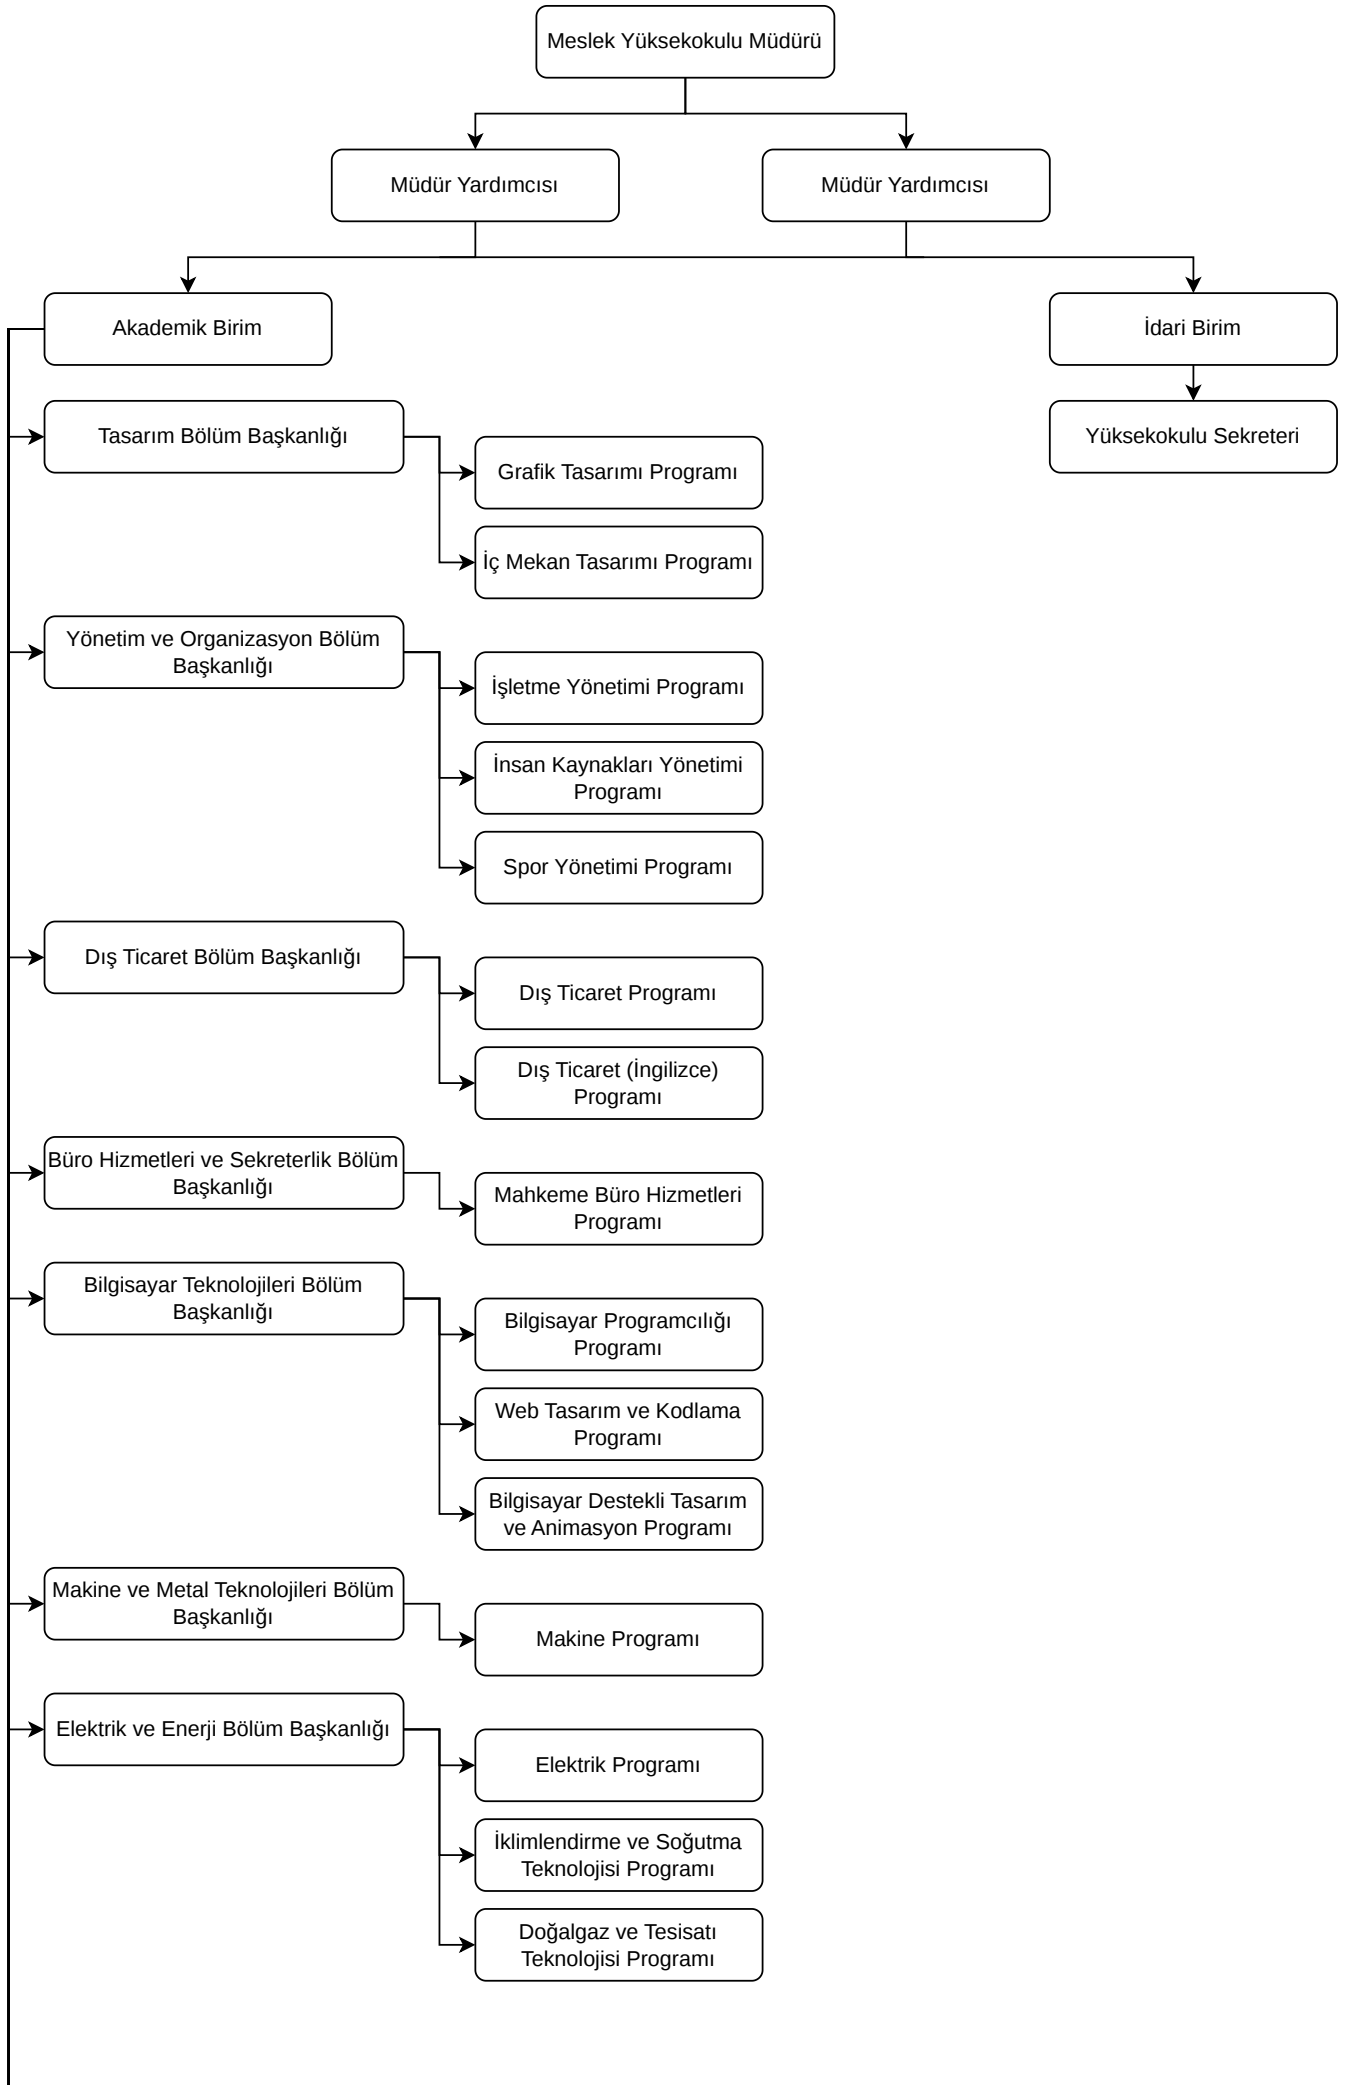 Meslek Yüksekokulu Müdürü
Müdür Yardımcısı
Müdür Yardımcısı
Akademik Birim
İdari Birim
Tasarım Bölüm Başkanlığı
Yüksekokulu Sekreteri
Grafik Tasarımı Programı
İç Mekan Tasarımı Programı
Yönetim ve Organizasyon Bölüm
Başkanlığı
İşletme Yönetimi Programı
İnsan Kaynakları Yönetimi
Programı
Spor Yönetimi Programı
Dış Ticaret Bölüm Başkanlığı
Dış Ticaret Programı
Dış Ticaret (İngilizce)
Programı
Büro Hizmetleri ve Sekreterlik Bölüm
Başkanlığı
Mahkeme Büro Hizmetleri
Programı
Bilgisayar Teknolojileri Bölüm
Başkanlığı
Bilgisayar Programcılığı
Programı
Web Tasarım ve Kodlama
Programı
Bilgisayar Destekli Tasarım
ve Animasyon Programı
Makine ve Metal Teknolojileri Bölüm
Başkanlığı
Makine Programı
Elektrik ve Enerji Bölüm Başkanlığı
Elektrik Programı
İklimlendirme ve Soğutma
Teknolojisi Programı
Doğalgaz ve Tesisatı
Teknolojisi Programı